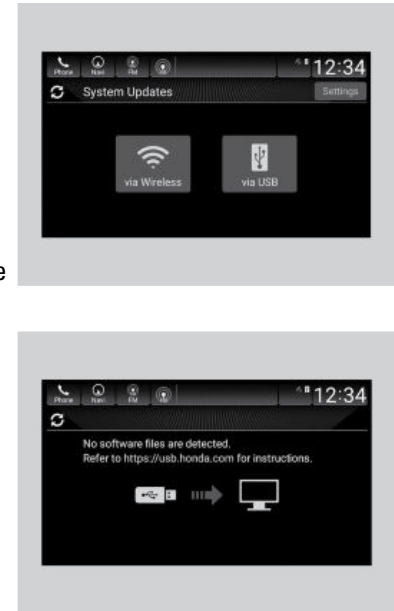 Phone Navi FM 12:34
System Updates Settings
via Wireless via USB
e
Phone Navi FM 12:34
No software files are detected.
Refer to https://usb.honda.com for instructions.